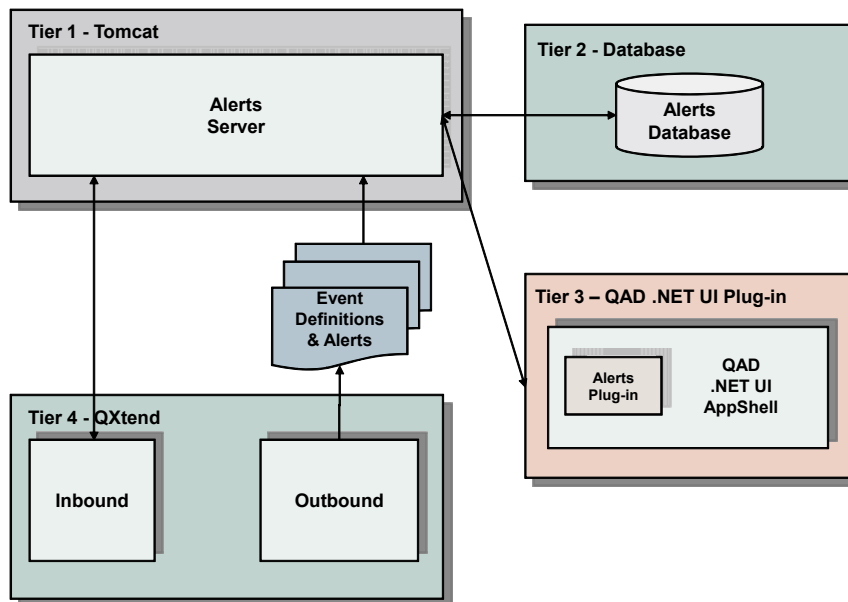 Tier 1 - Tomcat
Alerts
Server
Tier 2 - Database
Alerts
Database
Event
Definitions
& Alerts
Tier 3 – QAD .NET UI Plug-in
Alerts
Plug-in
QAD
.NET UI
AppShell
Tier 4 - QXtend
Inbound
Outbound